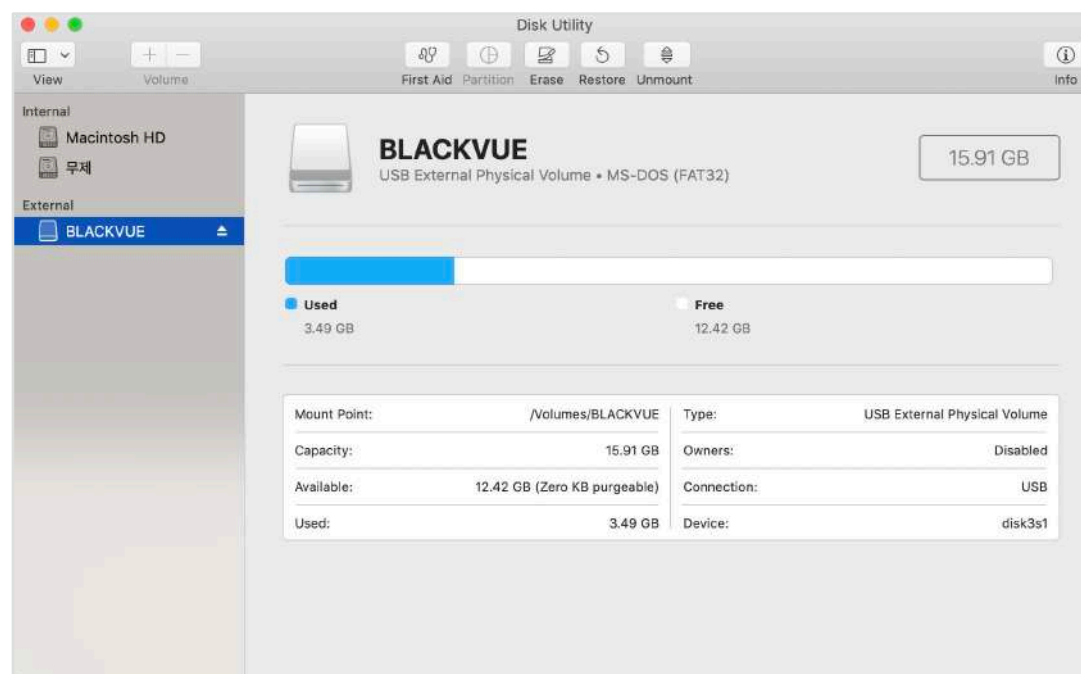 Disk Utility
View
Volume
First Aid
Partition
Erase
Restore
Unmount
Info
Internal
Macintosh HD
무제
External
BLACKVUE
BLACKVUE
USB External Physical Volume • MS-DOS (FAT32)
15.91 GB
Used
3.49 GB
Free
12.42 GB
Mount Point: /Volumes/BLACKVUE
Capacity: 15.91 GB
Available: 12.42 GB (Zero KB purgeable)
Used: 3.49 GB
Type: USB External Physical Volume
Owners: Disabled
Connection: USB
Device: disk3s1